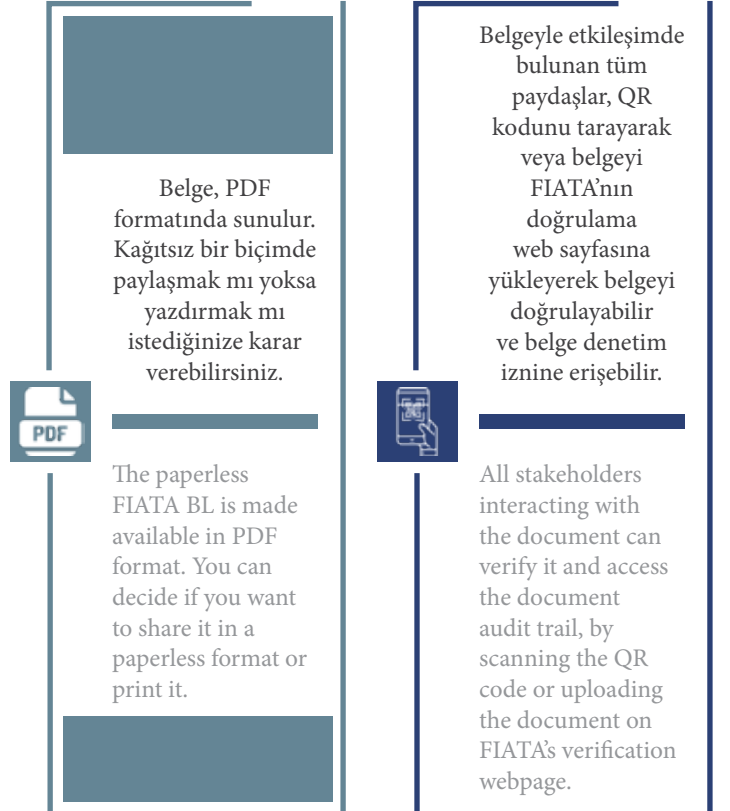 Belge, PDF
formatında sunulur.
Kağıtsız bir biçimde
paylaşmak mı yoksa
yazdırmak mı
istediğinize karar
verebilirsiniz.
PDF
The paperless
FIATA BL is made
available in PDF
format. You can
decide if you want
to share it in a
paperless format or
print it.
Belgeyle etkileşimde
bulunan tüm
paydaşlar, QR
kodunu tarayarak
veya belgeyi
FIATA’nın
doğrulama
web sayfasına
yükleyerek belgeyi
doğrulayabilir
ve belge denetim
iznine erişebilir.
All stakeholders
interacting with
the document can
verify it and access
the document
audit trail, by
scanning the QR
code or uploading
the document on
FIATA’s verification
webpage.